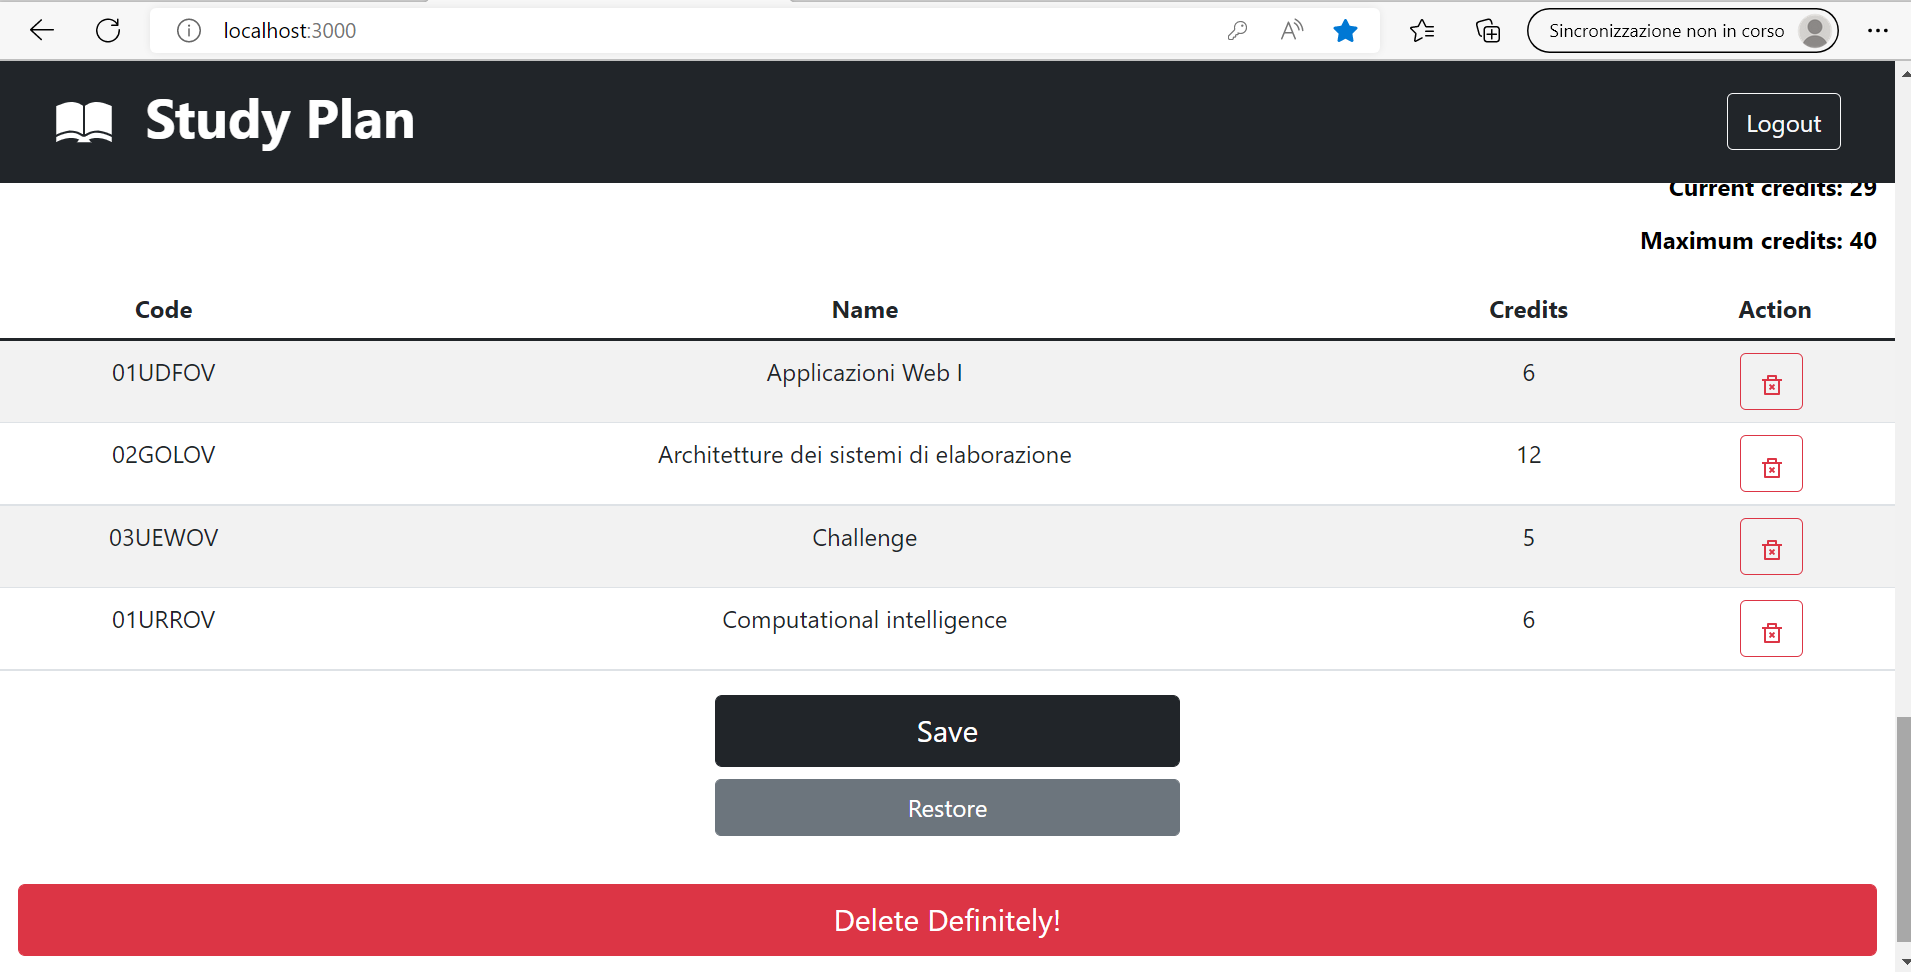 localhost:3000
Sincronizzazione non in corso
Study Plan
Logout
Current credits: 29
Maximum credits: 40
Code Name Credits Action
01UDFOV Applicazioni Web I 6
02GOLOV Architetture dei sistemi di elaborazione 12
03UEWOV Challenge 5
01URROV Computational intelligence 6
Save
Restore
Delete Definitely!